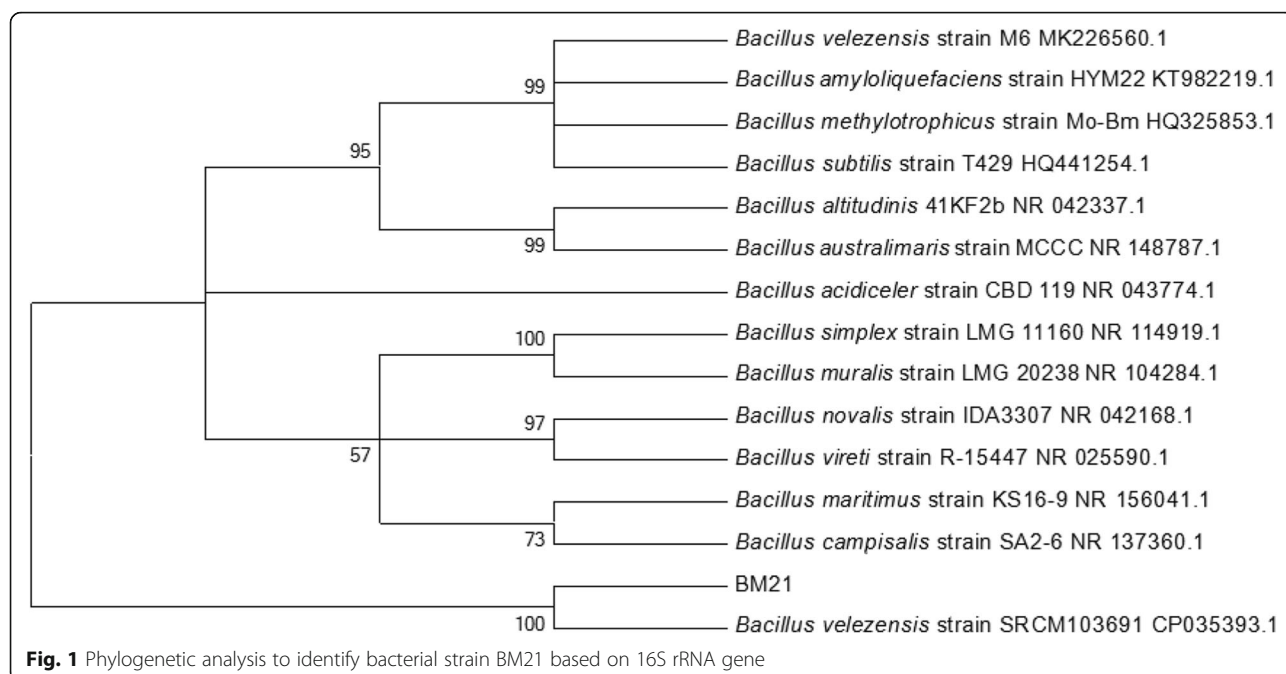 Bacillus velezensis strain M6 MK226560.1
99
Bacillus amyloliquefaciens strain HYM22 KT982219.1
Bacillus methylotrophicus strain Mo-Bm HQ325853.1
95
Bacillus subtilis strain T429 HQ441254.1
Bacillus altitudinis 41KF2b NR 042337.1
99
Bacillus australimaris strain MCCC NR 148787.1
Bacillus acidiceler strain CBD 119 NR 043774.1
100
Bacillus simplex strain LMG 11160 NR 114919.1
Bacillus muralis strain LMG 20238 NR 104284.1
97
Bacillus novalis strain IDA3307 NR 042168.1
57
Bacillus vireti strain R-15447 NR 025590.1
Bacillus maritimus strain KS16-9 NR 156041.1
73
Bacillus campisalis strain SA2-6 NR 137360.1
BM21
100
Bacillus velezensis strain SRCM103691 CP035393.1
Fig. 1 Phylogenetic analysis to identify bacterial strain BM21 based on 16S rRNA gene